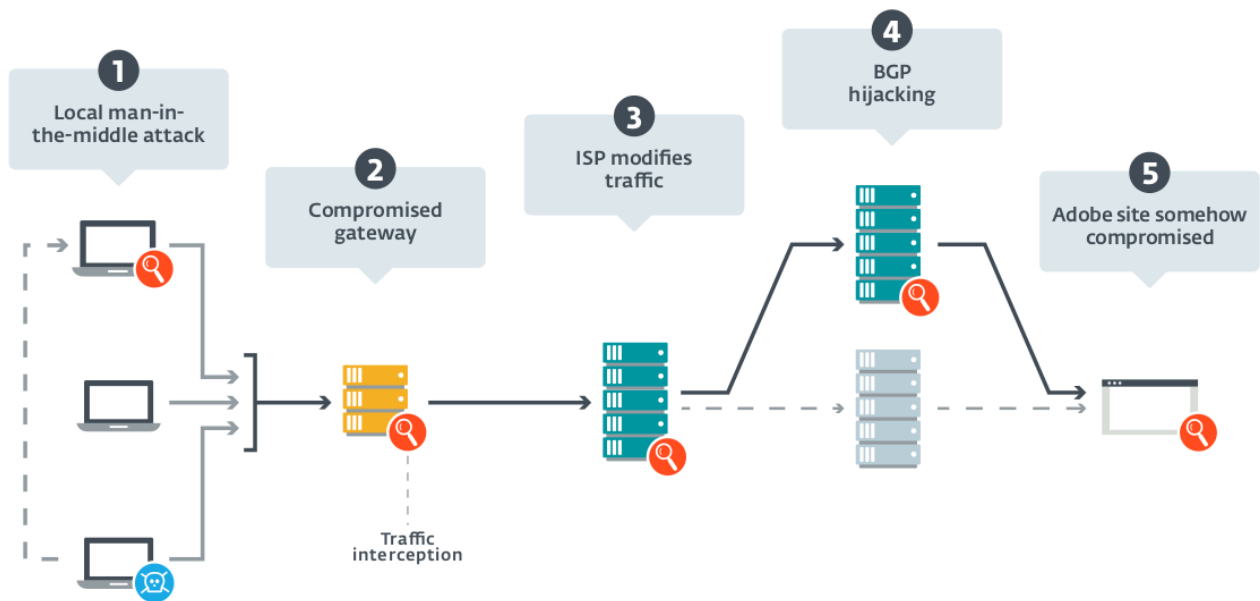 1
Local man-in-
the-middle attack
2
Compromised
gateway
3
ISP modifies
traffic
4
BGP
hijacking
5
Adobe site somehow
compromised
Traffic
interception